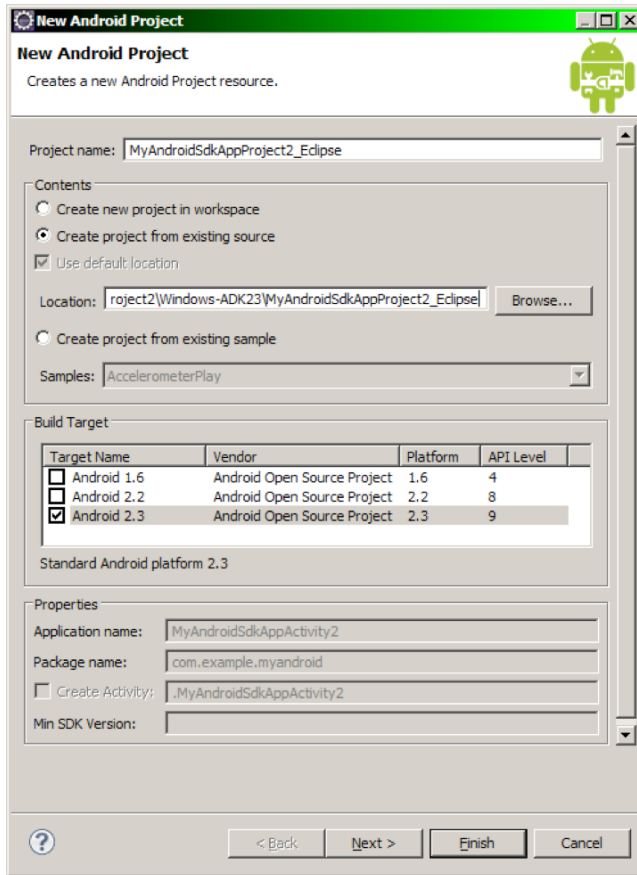 New Android Project
New Android Project
Creates a new Android Project resource.
Project name: MyAndroidSdkAppProject2_Eclipse
Contents
Create new project in workspace
Create project from existing source
Use default location
Location: roject2\Windows-ADK23\MyAndroidSdkAppProject2_Eclipse Browse...
Create project from existing sample
Samples: AccelerometerPlay
Build Target
Target Name Vendor Platform API Level
Android 1.6 Android Open Source Project 1.6 4
Android 2.2 Android Open Source Project 2.2 8
Android 2.3 Android Open Source Project 2.3 9
Standard Android platform 2.3
Properties
Application name: MyAndroidSdkAppActivity2
Package name: com.example.myandroid
Create Activity: .MyAndroidSdkAppActivity2
Min SDK Version:
? < Back Next > Finish Cancel